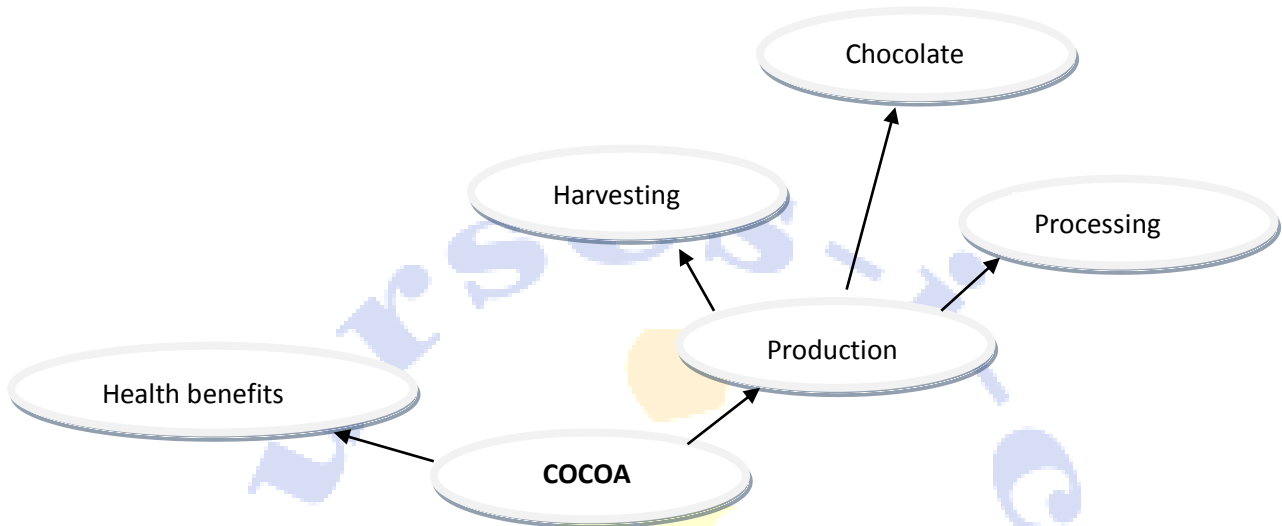 Chocolate
Harvesting
Processing
Production
Health benefits
COCOA